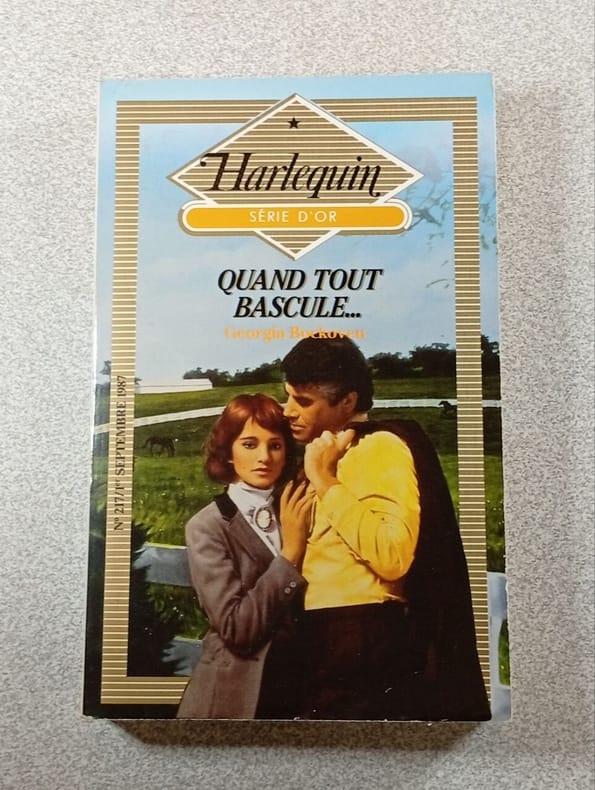 Harlequin
SÉRIE D'OR
QUAND TOUT
BASCULE...
Georgia Bockoven
N° 217/1er SEPTEMBRE 1987